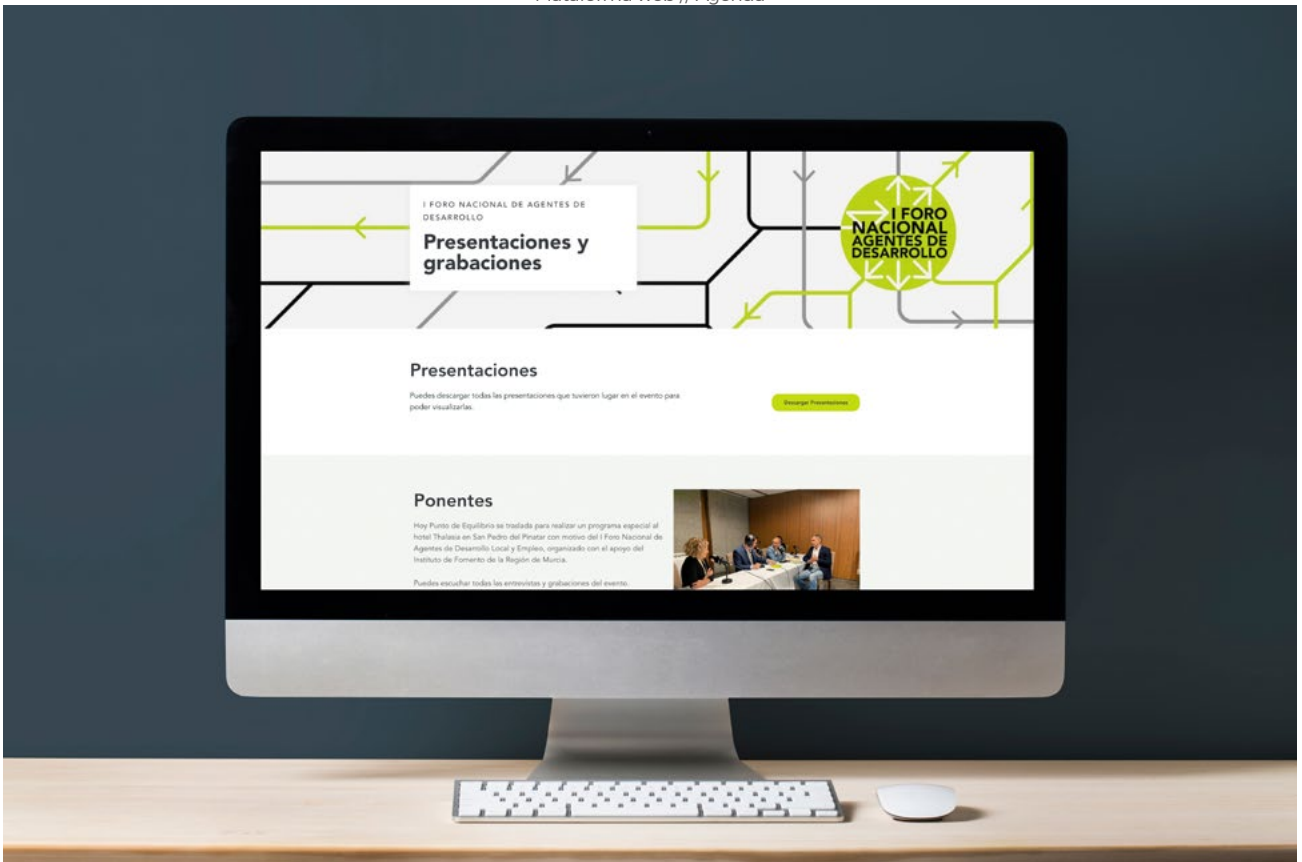 Plataforma Web // Agenda
I FORO NACIONAL DE AGENTES DE
DESARROLLO
Presentaciones y
grabaciones
I FORO
NACIONAL
AGENTES DE
DESARROLLO
Presentaciones
Puedes descargar todas las presentaciones que tuvieron lugar en el evento para
poder visualizarlas.
Descargar Presentaciones
Ponentes
Hoy Punto de Equilibrio se traslada para realizar un programa especial al
hotel Thalasia en San Pedro del Pinatar con motivo del I Foro Nacional de
Agentes de Desarrollo Local y Empleo, organizado con el apoyo del
Instituto de Fomento de la Región de Murcia.
Puedes escuchar todas las entrevistas y grabaciones del evento.